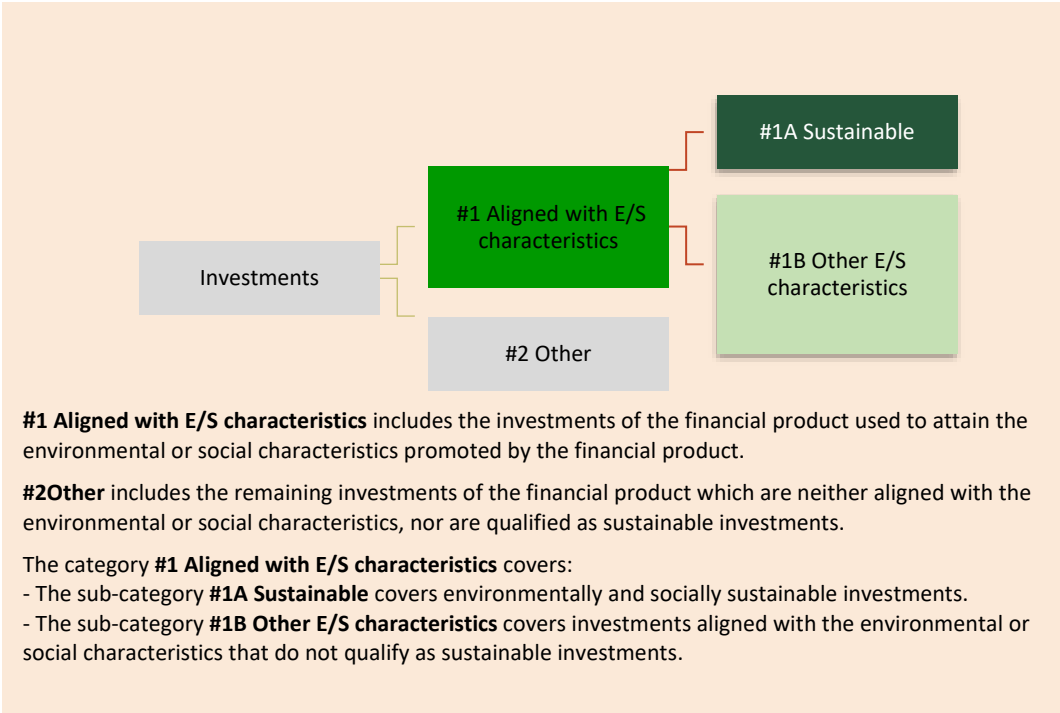 #1A Sustainable
#1 Aligned with E/S
characteristics
#1B Other E/S
characteristics
Investments
#2 Other
#1 Aligned with E/S characteristics includes the investments of the financial product used to attain the
environmental or social characteristics promoted by the financial product.
#2Other includes the remaining investments of the financial product which are neither aligned with the
environmental or social characteristics, nor are qualified as sustainable investments.
The category #1 Aligned with E/S characteristics covers:
- The sub-category #1A Sustainable covers environmentally and socially sustainable investments.
- The sub-category #1B Other E/S characteristics covers investments aligned with the environmental or
social characteristics that do not qualify as sustainable investments.